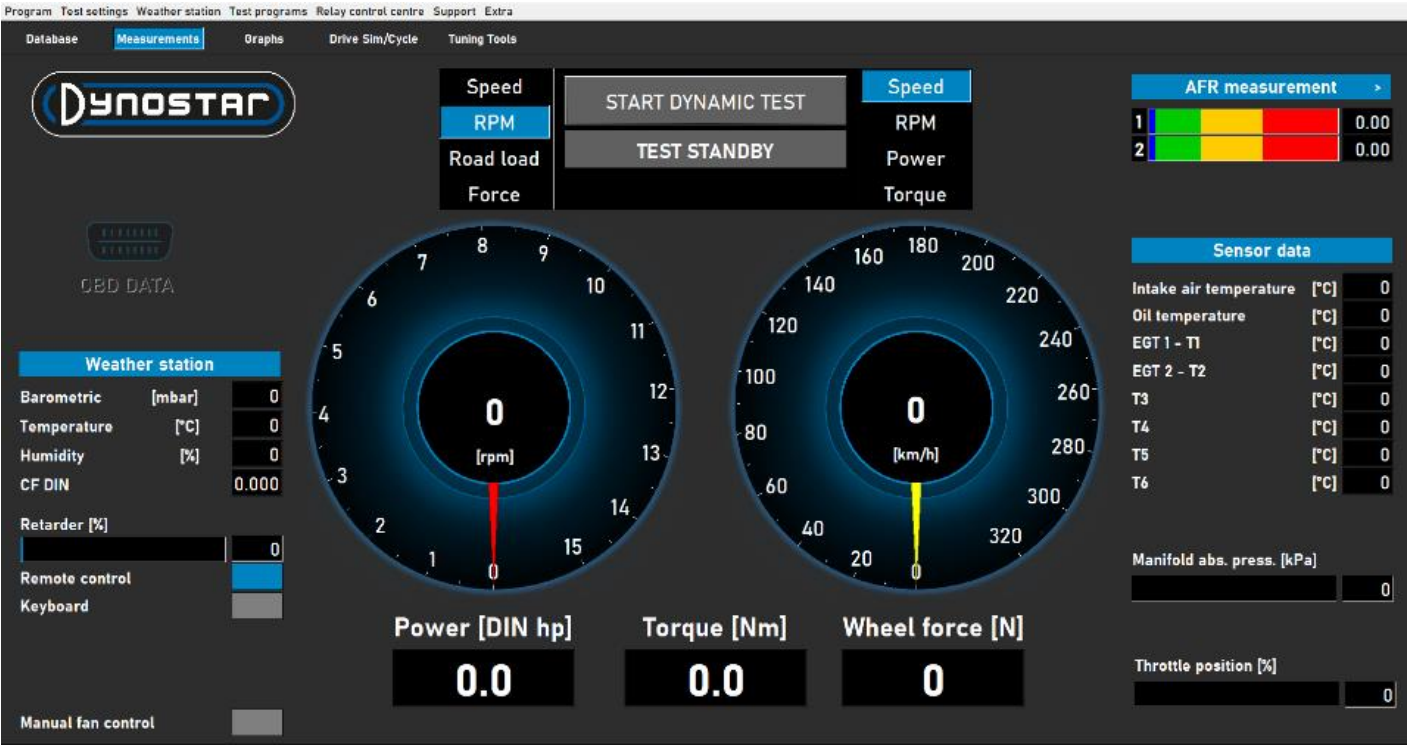 Program Test settings Weather station Test programs Relay control centre Support Extra
Database Measurements Graphs Drive Sim/Cycle Tuning Tools
DYNOSTAR
Speed
RPM
Road load
Force
START DYNAMIC TEST
TEST STANDBY
Speed
RPM
Power
Torque
AFR measurement >
1 0.00
2 0.00
OBD DATA
Weather station
Barometric [mbar] 0
Temperature [°C] 0
Humidity [%] 0
CF DIN 0.000
Retarder [%]
0
Remote control
Keyboard
Manual fan control
0 1 2 3 4 5 6 7 8 9 10 11 12 13 14 15
0
[rpm]
0 20 40 60 80 100 120 140 160 180 200 220 240 260 280 300 320
0
[km/h]
Power [DIN hp] Torque [Nm] Wheel force [N]
0.0 0.0 0
Sensor data
Intake air temperature [°C] 0
Oil temperature [°C] 0
EGT 1 - T1 [°C] 0
EGT 2 - T2 [°C] 0
T3 [°C] 0
T4 [°C] 0
T5 [°C] 0
T6 [°C] 0
Manifold abs. press. [kPa]
0
Throttle position [%]
0